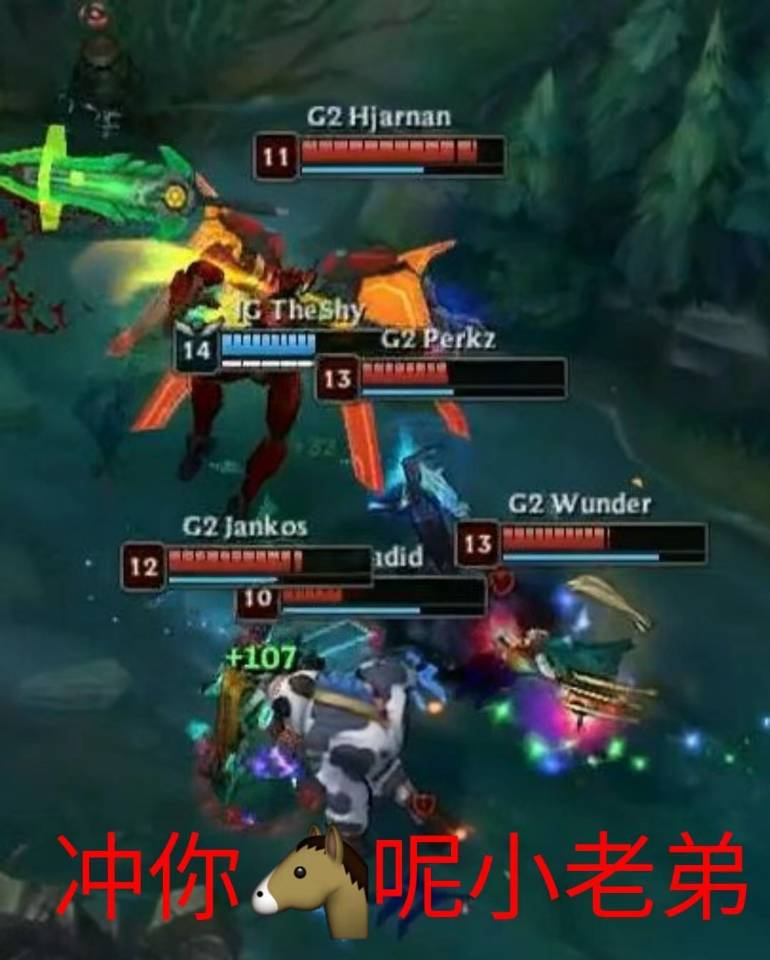 G2 Hjarnan
11
IG TheShy
14
G2 Perkz
13
G2 Wunder
13
G2 Jankos
12
adid
10
+107
冲你🐴呢小老弟